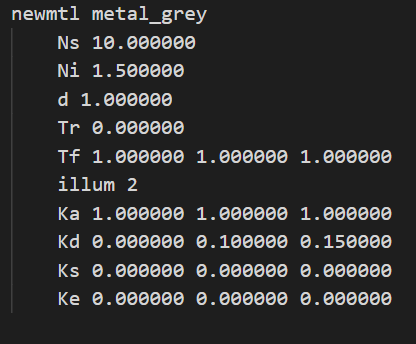 newmtl metal_grey
Ns 10.000000
Ni 1.500000
d 1.000000
Tr 0.000000
Tf 1.000000 1.000000 1.000000
illum 2
Ka 1.000000 1.000000 1.000000
Kd 0.000000 0.100000 0.150000
Ks 0.000000 0.000000 0.000000
Ke 0.000000 0.000000 0.000000